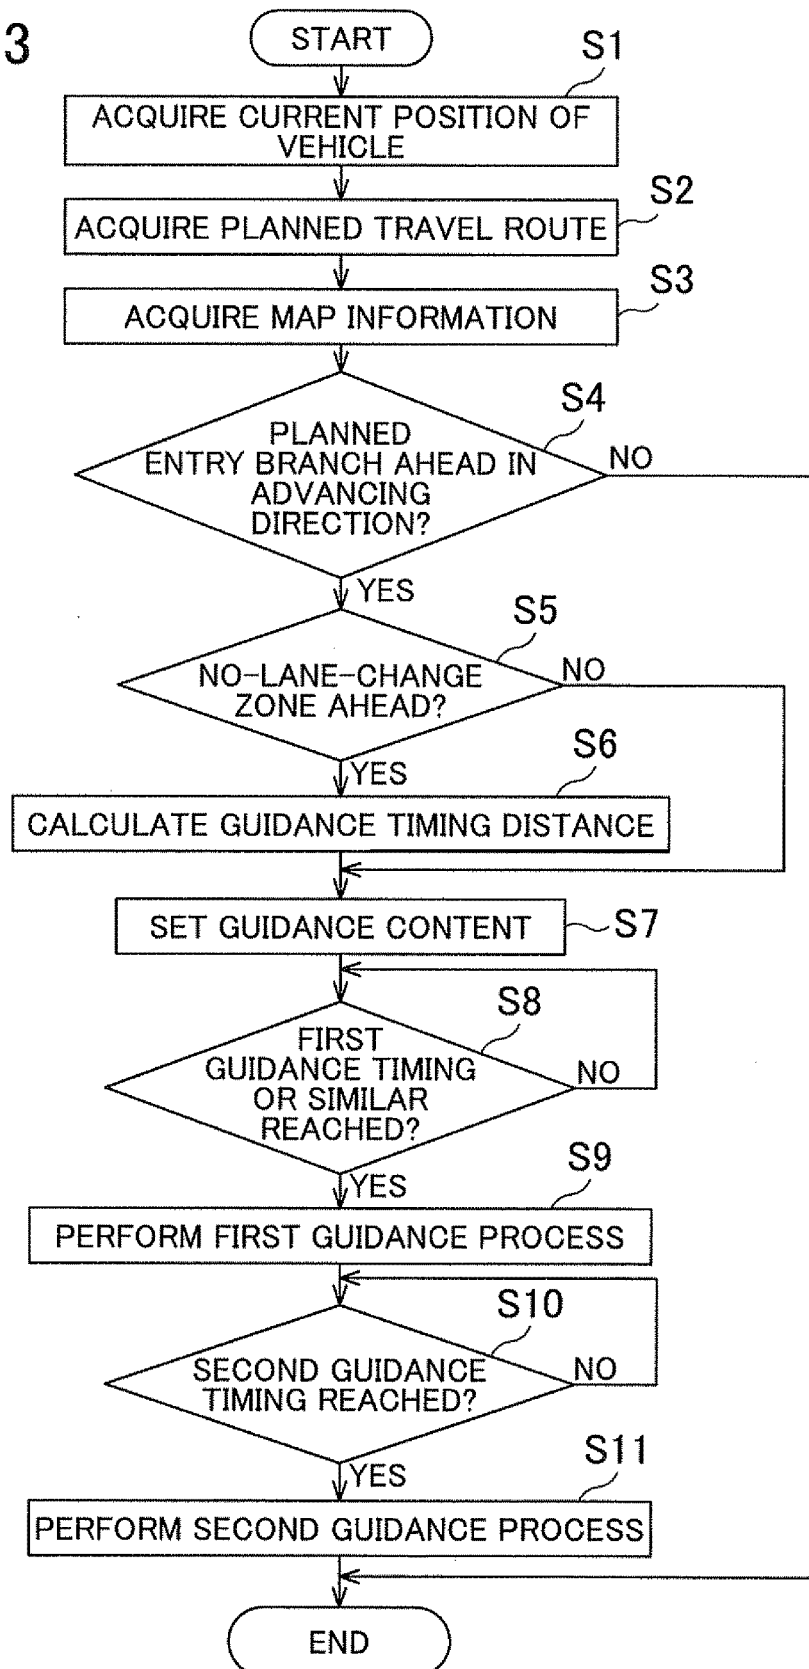 3
START
S1
ACQUIRE CURRENT POSITION OF
VEHICLE
S2
ACQUIRE PLANNED TRAVEL ROUTE
S3
ACQUIRE MAP INFORMATION
S4
PLANNED
ENTRY BRANCH AHEAD IN
ADVANCING
DIRECTION?
NO
YES
S5
NO-LANE-CHANGE
ZONE AHEAD?
NO
YES
S6
CALCULATE GUIDANCE TIMING DISTANCE
SET GUIDANCE CONTENT
S7
S8
FIRST
GUIDANCE TIMING
OR SIMILAR
REACHED?
NO
YES
S9
PERFORM FIRST GUIDANCE PROCESS
S10
SECOND GUIDANCE
TIMING REACHED?
NO
YES
S11
PERFORM SECOND GUIDANCE PROCESS
END